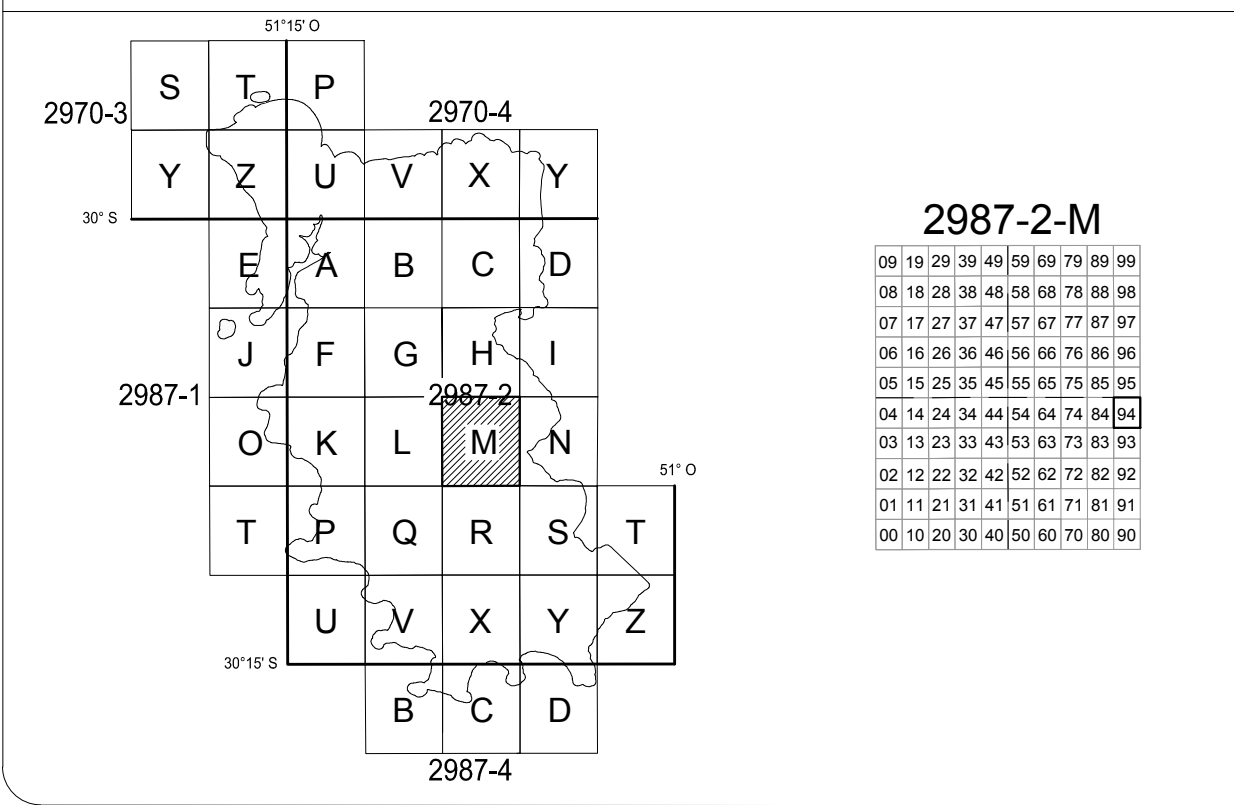 51°15' O
S T P
2970-3 2970-4
Y Z U V X Y
30° S
E A B C D
J F G H I
2987-1 2987-2
O K L M N
51° O
T P Q R S T
U V X Y Z
30°15' S
B C D
2987-4
2987-2-M
09 19 29 39 49 59 69 79 89 99
08 18 28 38 48 58 68 78 88 98
07 17 27 37 47 57 67 77 87 97
06 16 26 36 46 56 66 76 86 96
05 15 25 35 45 55 65 75 85 95
04 14 24 34 44 54 64 74 84 94
03 13 23 33 43 53 63 73 83 93
02 12 22 32 42 52 62 72 82 92
01 11 21 31 41 51 61 71 81 91
00 10 20 30 40 50 60 70 80 90